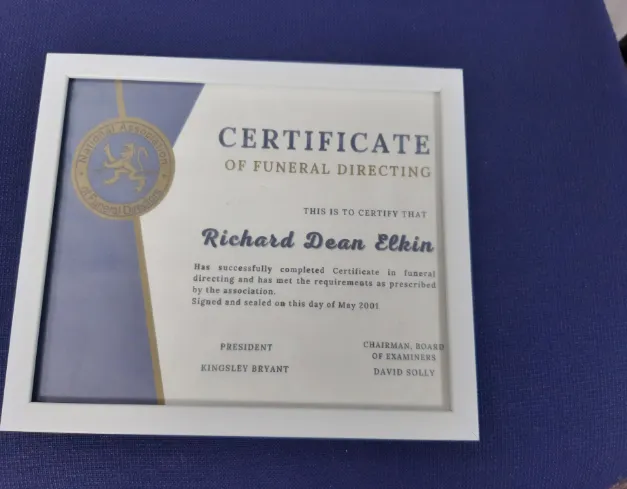 National Association
of Funeral Directors
CERTIFICATE
OF FUNERAL DIRECTING
THIS IS TO CERTIFY THAT
Richard Dean Elkin
Has successfully completed Certificate in funeral
directing and has met the requirements as prescribed
by the association.
Signed and sealed on this day of May 2001
PRESIDENT
KINGSLEY BRYANT
CHAIRMAN, BOARD
OF EXAMINERS
DAVID SOLLY